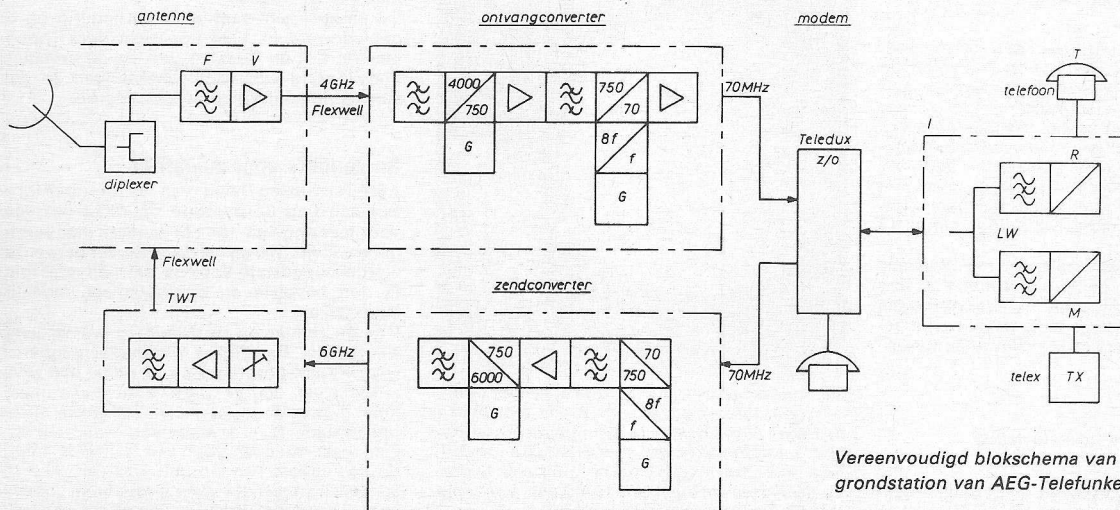 antenne
ontvangconverter
modem
F V
4GHz
Flexwell
4000
750
G
750
70
8f
f
G
70MHz
Teledux
z/o
T
telefoon
I
R
LW
M
diplexer
Flexwell
TWT
zendconverter
6GHz
750
6000
G
70
750
8f
f
G
70MHz
telex TX
Vereenvoudigd blokschema van
grondstation van AEG-Telefunke